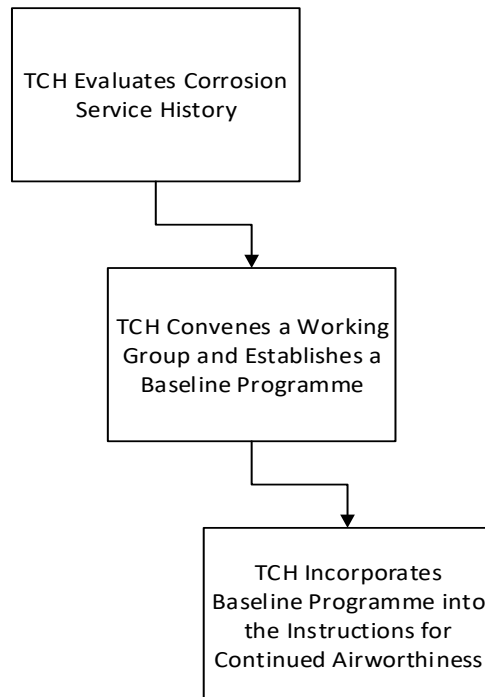 TCH Evaluates Corrosion
Service History
TCH Convenes a Working
Group and Establishes a
Baseline Programme
TCH Incorporates
Baseline Programme into
the Instructions for
Continued Airworthiness